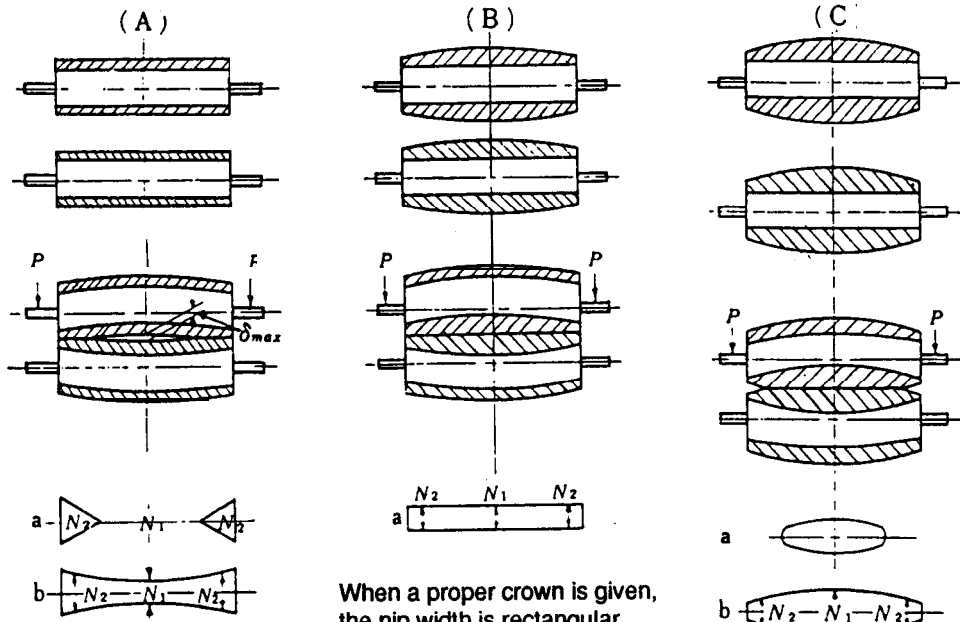 (A)
(B)
(C)
P
P
P
P
δmax
P
P
a N2 N1 N2
N2 N1 N2
a
a
b N2 N1 N2
When a proper crown is given,
the nip width is rectangular
b N2 N1 N2